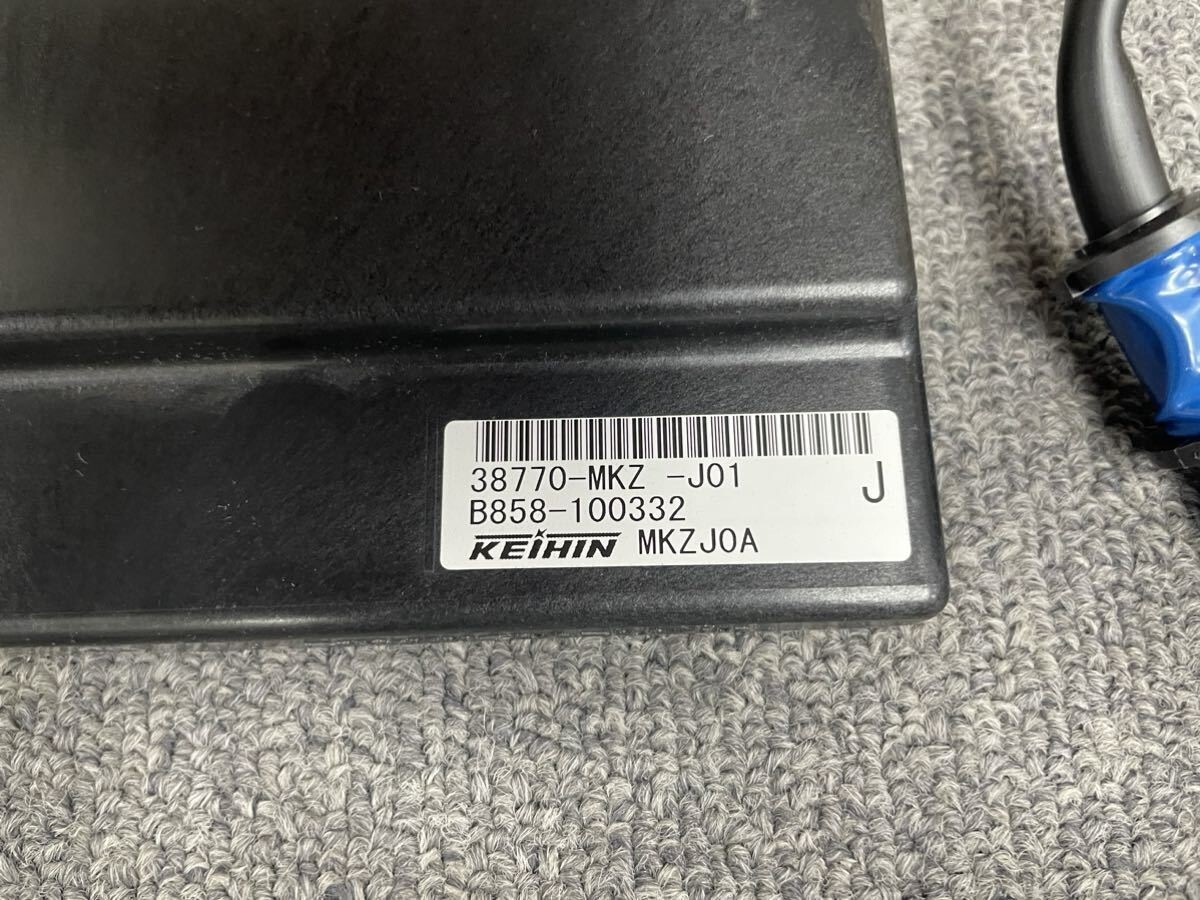 38770-MKZ -J01
J
B858-100332
KEIHIN MKZJ0A